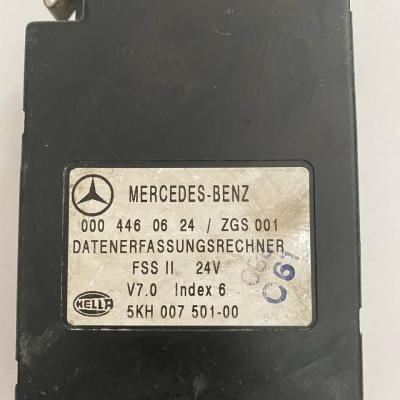 MERCEDES-BENZ
000 446 06 24 / ZGS 001
DATENERFASSUNGSRECHNER
FSS II 24V
V7.0 Index 6
HELLA
5KH 007 501-00
C61